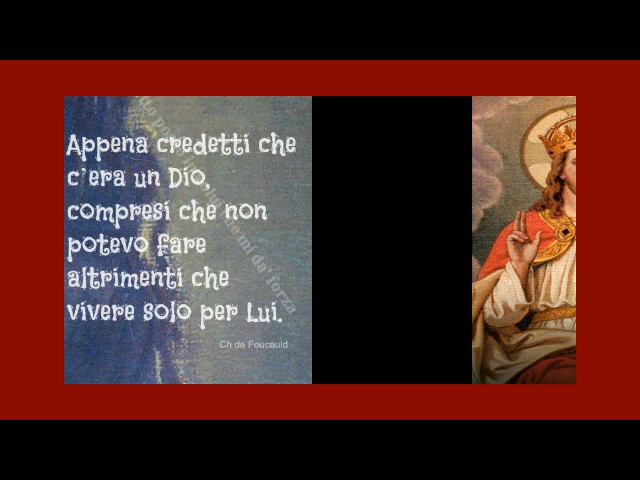 Appena credetti che
c'era un Dio,
compresi che non
potevo fare
altrimenti che
vivere solo per Lui.
Ch de Foucauld